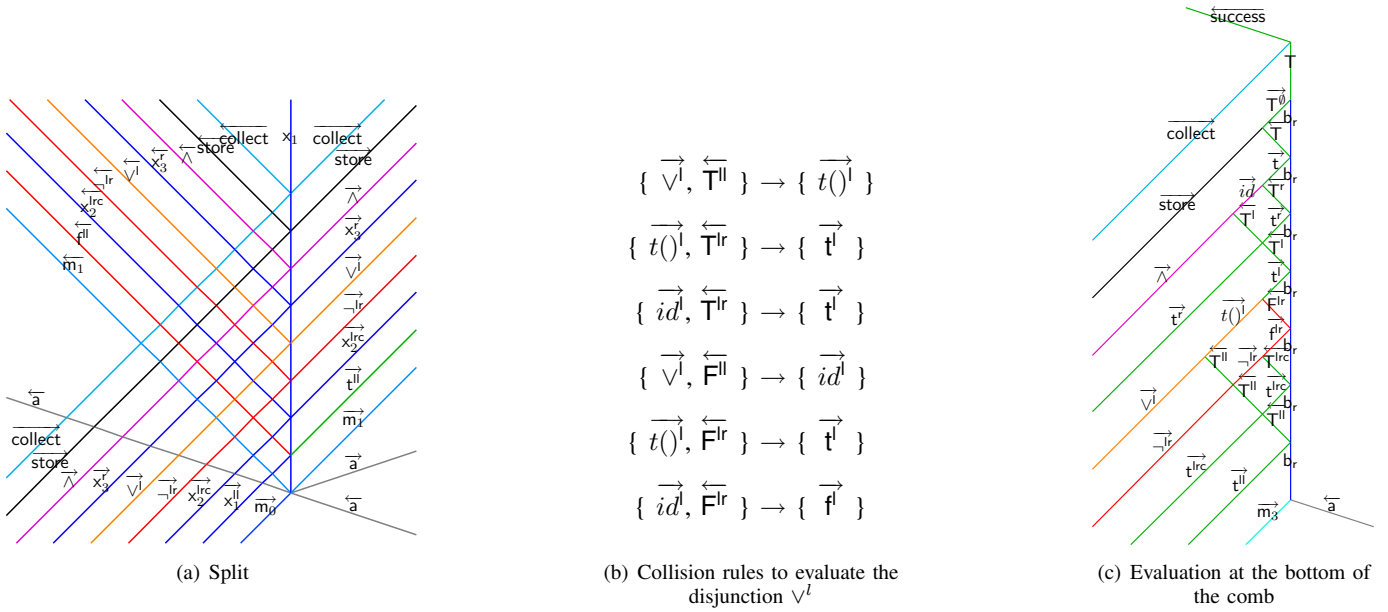 collect
x₁
collect
store
store
∧
x₃ʳ
∨ˡ
¬ˡʳ
x₂ˡʳᶜ
fˡˡ
m₁
∧
x₃ʳ
∨ˡ
¬ˡʳ
x₂ˡʳᶜ
tˡˡ
m₁
a
a
a
collect
store
∧
x₃ʳ
∨ˡ
¬ˡʳ
x₂ˡʳᶜ
x₁ˡˡ
m₀
(a) Split
{ ∨ˡ, Tˡˡ } → { t()ˡ }
{ t()ˡ, Tˡʳ } → { tˡ }
{ idˡ, Tˡʳ } → { tˡ }
{ ∨ˡ, Fˡˡ } → { idˡ }
{ t()ˡ, Fˡʳ } → { tˡ }
{ idˡ, Fˡʳ } → { fˡ }
(b) Collision rules to evaluate the
disjunction ∨ˡ
success
T
T^∅
bᵣ
collect
T
t
bᵣ
id
Tʳ
store
Tˡ
tʳ
bᵣ
Tˡ
∧
tˡ
bᵣ
t()ˡ
Fˡʳ
tʳ
fˡʳ
bᵣ
Tˡˡ
¬ˡʳ
Tˡʳᶜ
Tˡˡ
tˡʳᶜ
∨ˡ
bᵣ
Tˡˡ
¬ˡʳ
bᵣ
tˡʳᶜ
tˡˡ
m₃
a
(c) Evaluation at the bottom of
the comb